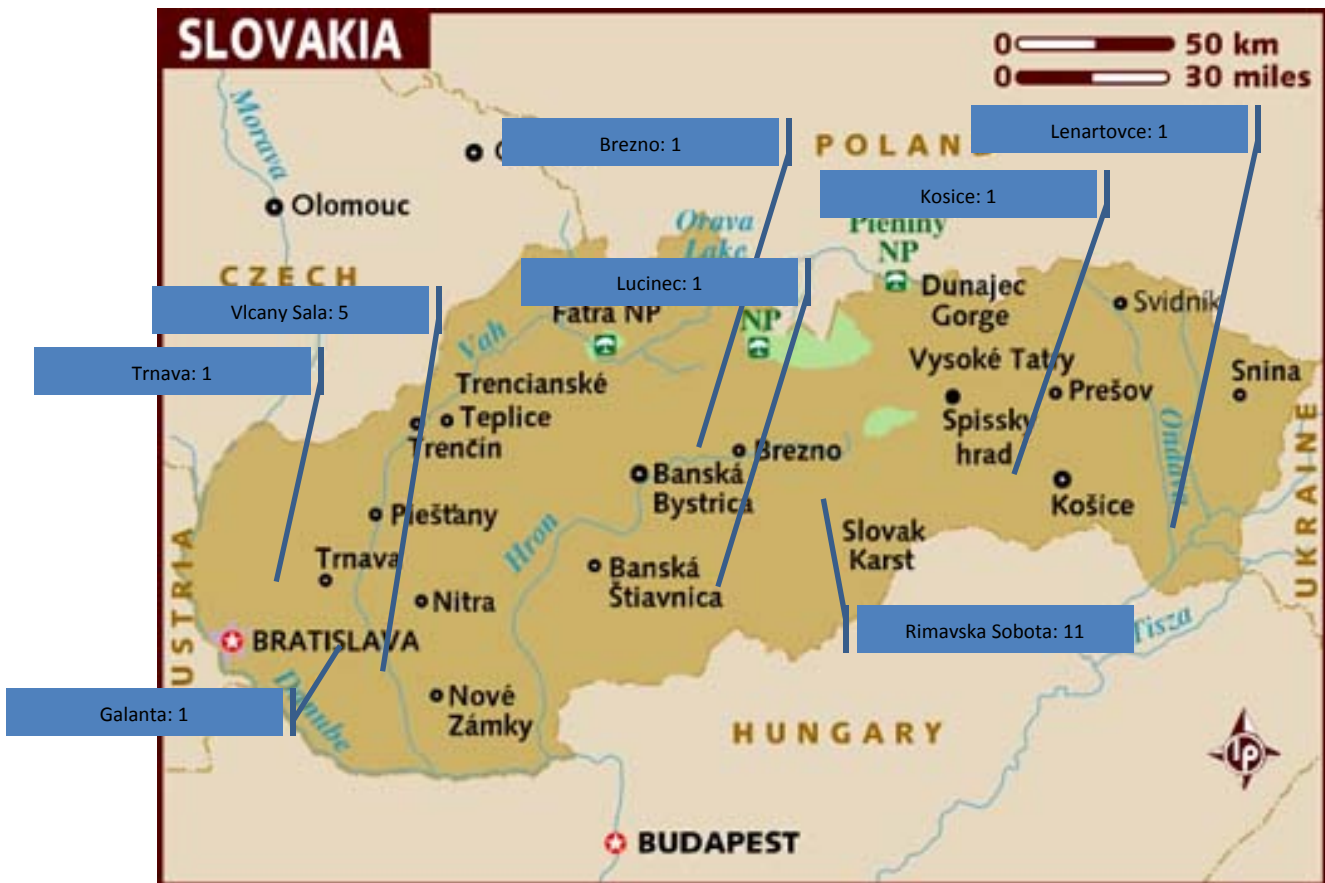 SLOVAKIA
0 50 km
0 30 miles
Morava
Brezno: 1
Lenartovce: 1
POLAN
Olomouc
Kosice: 1
Orava
Lake
Pieniny
NP
CZECH
Lucinec: 1
Dunajec
Gorge
Svidník
Vlcany Sala: 5
Fatra NP
NP
Vah
Trnava: 1
Vysoké Tatry
Snina
Trencianské
Teplice
Prešov
Trenčín
Spissky
hrad
Brezno
Banská
Bystrica
Ondava
Košice
UKRAINE
Piešťany
Hron
Slovak
Karst
USTRIA
Trnava
Banská
Štiavnica
Nitra
BRATISLAVA
Rimavska Sobota: 11
Tisza
Danube
Galanta: 1
Nové
Zámky
HUNGARY
lp
BUDAPEST